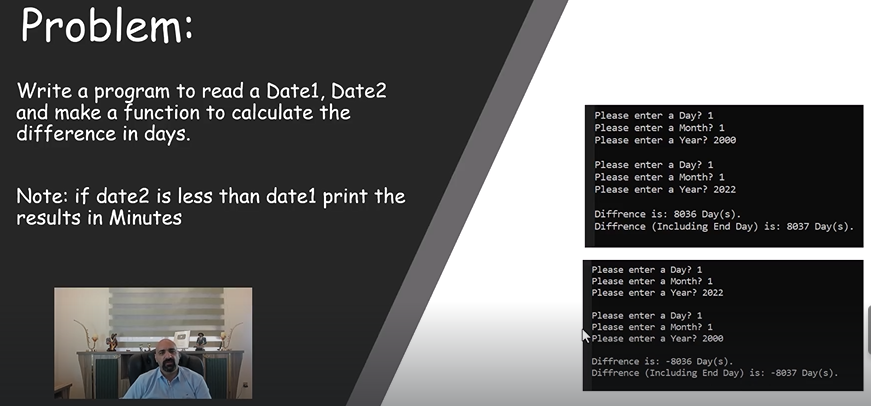 Problem:
Write a program to read a Date1, Date2
and make a function to calculate the
difference in days.
Note: if date2 is less than date1 print the
results in Minutes
Please enter a Day? 1
Please enter a Month? 1
Please enter a Year? 2000
Please enter a Day? 1
Please enter a Month? 1
Please enter a Year? 2022
Diffrence is: 8036 Day(s).
Diffrence (Including End Day) is: 8037 Day(s).
Please enter a Day? 1
Please enter a Month? 1
Please enter a Year? 2022
Please enter a Day? 1
Please enter a Month? 1
Please enter a Year? 2000
Diffrence is: -8036 Day(s).
Diffrence (Including End Day) is: -8037 Day(s).